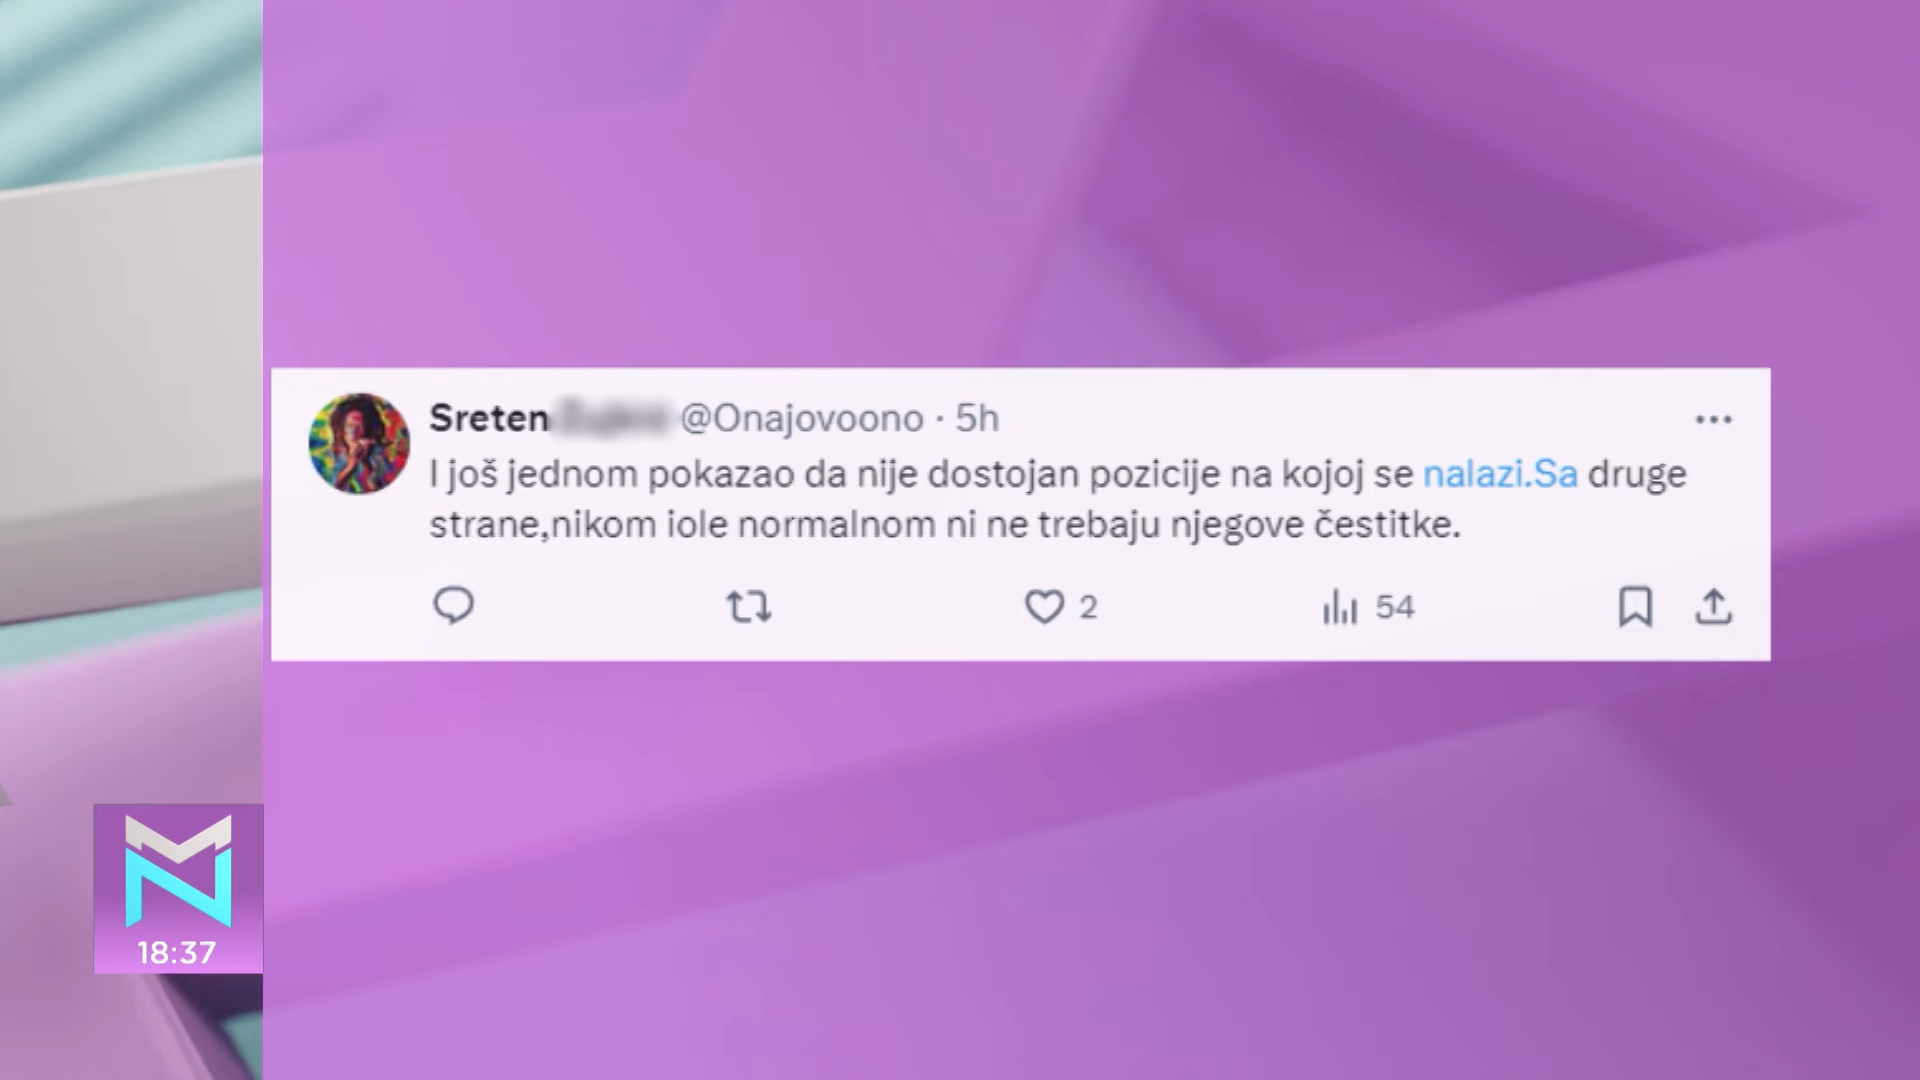 Sreten @Onajovoono · 5h
I još jednom pokazao da nije dostojan pozicije na kojoj se nalazi.Sa druge
strane,nikom iole normalnom ni ne trebaju njegove čestitke.
2 54
18:37